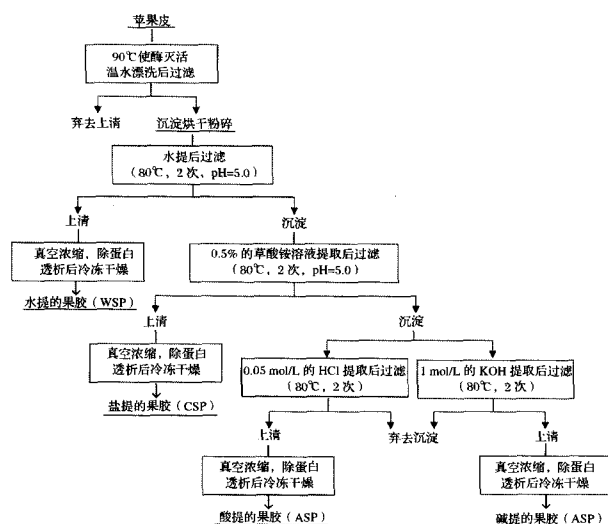 苹果皮
90℃使酶灭活
温水漂洗后过滤
弃去上清
沉淀烘干粉碎
水提后过滤
(80℃, 2 次、pH=5.0)
上清
沉淀
真空浓缩,除蛋白
透析后冷冻干燥
0.5%的草酸铵溶液提取后过滤
(80℃, 2 次, pH=5.0)
水提的果胶(WSP)
上清
沉淀
真空浓缩,除蛋白
透析后冷冻干燥
0.05 mol/L 的 HCl 提取后过滤
(80℃, 2 次)
1 mol/L 的 KOH 提取后过滤
(80℃, 2 次)
盐提的果胶(CSP)
上清
弃去沉淀
上清
真空浓缩,除蛋白
透析后冷冻干燥
真空浓缩,除蛋白
透析后冷冻干燥
酸提的果胶(ASP)
碱提的果胶(ASP)